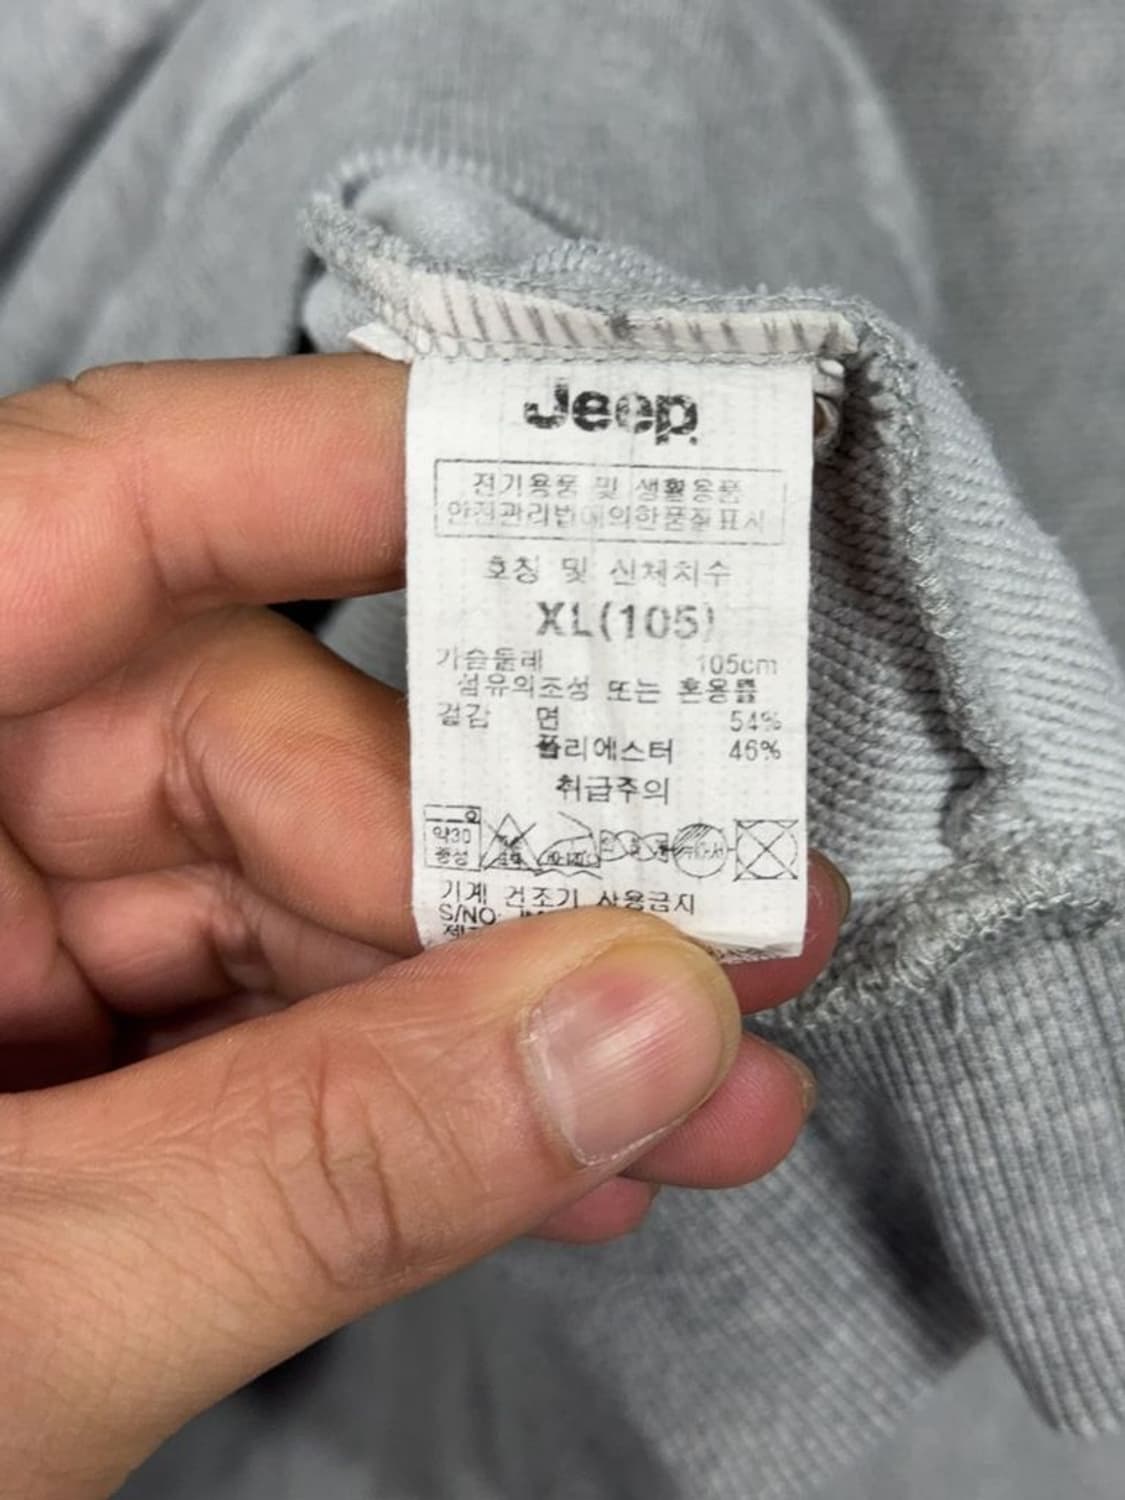 Jeep
전기용품 및 생활용품
안전관리법에의한품질표시
호칭 및 신체치수
XL(105)
가슴둘레 105cm
섬유의조성 또는 혼용률
겉감 면 54%
폴리에스터 46%
취급주의
약30
중성
기계 건조기 사용금지
S/NO: